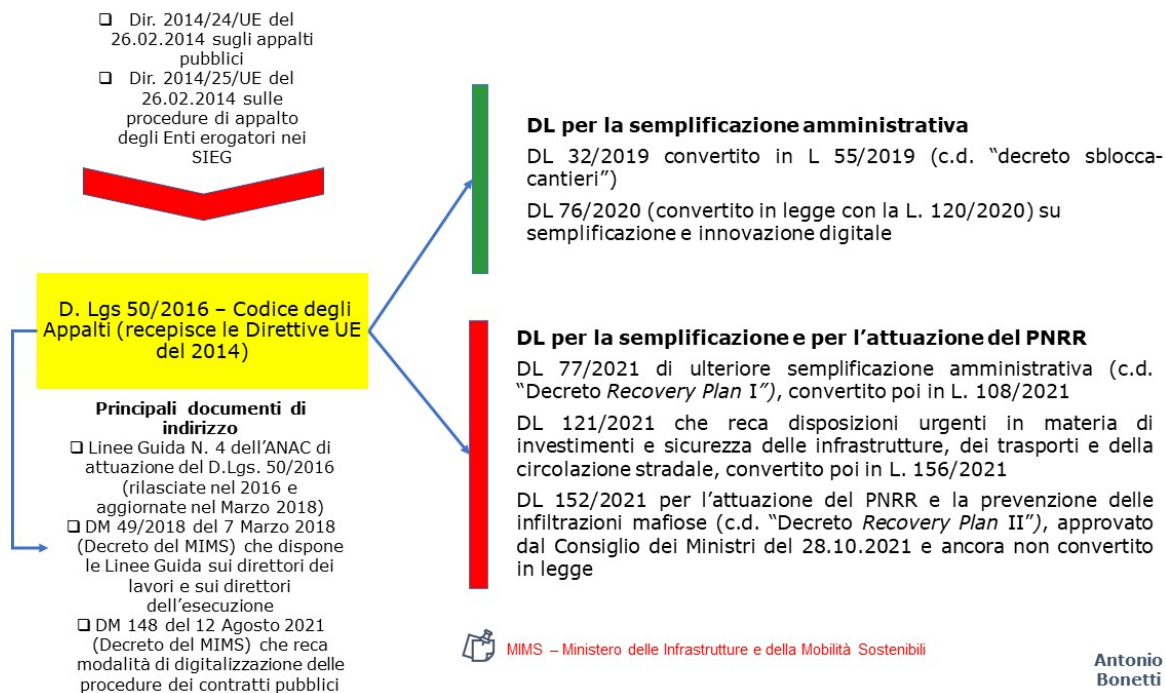 ❑ Dir. 2014/24/UE del
26.02.2014 sugli appalti
pubblici
❑ Dir. 2014/25/UE del
26.02.2014 sulle
procedure di appalto
degli Enti erogatori nei
SIEG
D. Lgs 50/2016 – Codice degli
Appalti (recepisce le Direttive UE
del 2014)
Principali documenti di
indirizzo
❑ Linee Guida N. 4 dell’ANAC di
attuazione del D.Lgs. 50/2016
(rilasciate nel 2016 e
aggiornate nel Marzo 2018)
❑ DM 49/2018 del 7 Marzo 2018
(Decreto del MIMS) che dispone
le Linee Guida sui direttori dei
lavori e sui direttori
dell’esecuzione
❑ DM 148 del 12 Agosto 2021
(Decreto del MIMS) che reca
modalità di digitalizzazione delle
procedure dei contratti pubblici
DL per la semplificazione amministrativa
DL 32/2019 convertito in L 55/2019 (c.d. “decreto sblocca-
cantieri”)
DL 76/2020 (convertito in legge con la L. 120/2020) su
semplificazione e innovazione digitale
DL per la semplificazione e per l’attuazione del PNRR
DL 77/2021 di ulteriore semplificazione amministrativa (c.d.
“Decreto Recovery Plan I”), convertito poi in L. 108/2021
DL 121/2021 che reca disposizioni urgenti in materia di
investimenti e sicurezza delle infrastrutture, dei trasporti e della
circolazione stradale, convertito poi in L. 156/2021
DL 152/2021 per l’attuazione del PNRR e la prevenzione delle
infiltrazioni mafiose (c.d. “Decreto Recovery Plan II”), approvato
dal Consiglio dei Ministri del 28.10.2021 e ancora non convertito
in legge
MIMS – Ministero delle Infrastrutture e della Mobilità Sostenibili
Antonio
Bonetti